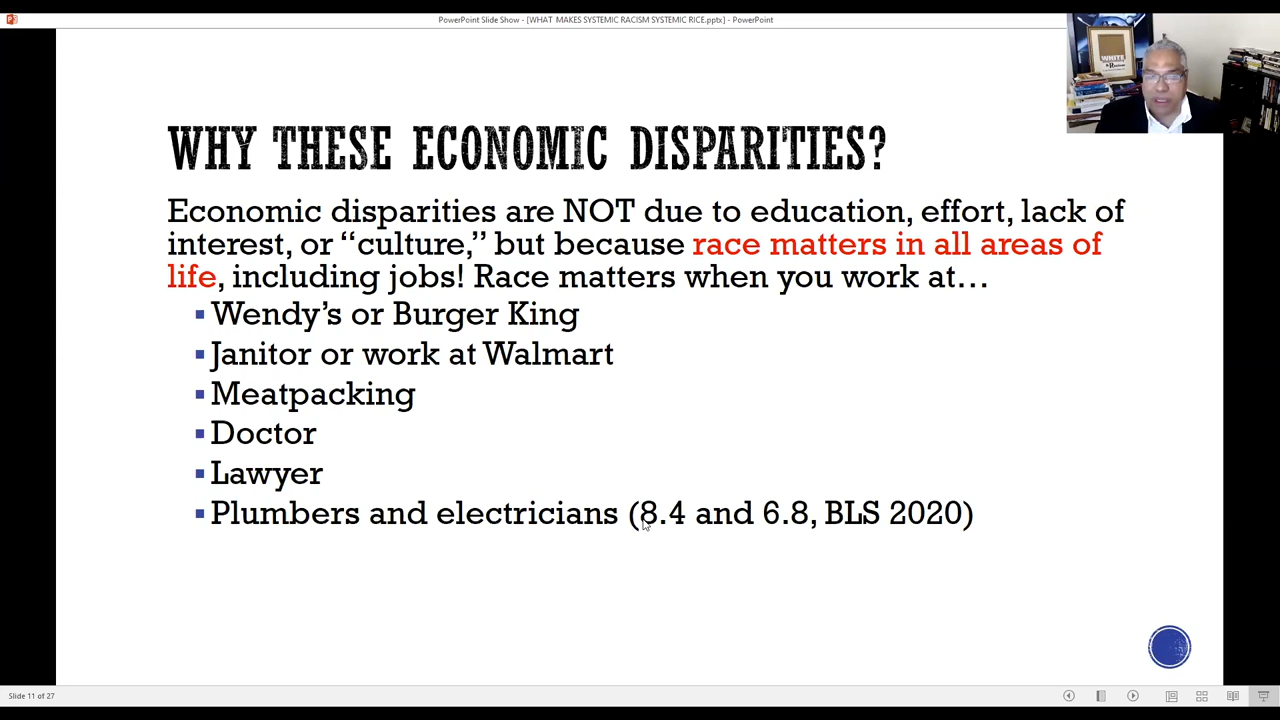 PowerPoint Slide Show - [WHAT MAKES SYSTEMIC RACISM SYSTEMIC RICE.pptx] - PowerPoint
WHITE
WHY THESE ECONOMIC DISPARITIES?
Economic disparities are NOT due to education, effort, lack of
interest, or “culture,” but because race matters in all areas of
life, including jobs! Race matters when you work at…
▪Wendy’s or Burger King
▪Janitor or work at Walmart
▪Meatpacking
▪Doctor
▪Lawyer
▪Plumbers and electricians (8.4 and 6.8, BLS 2020)
Slide 11 of 27